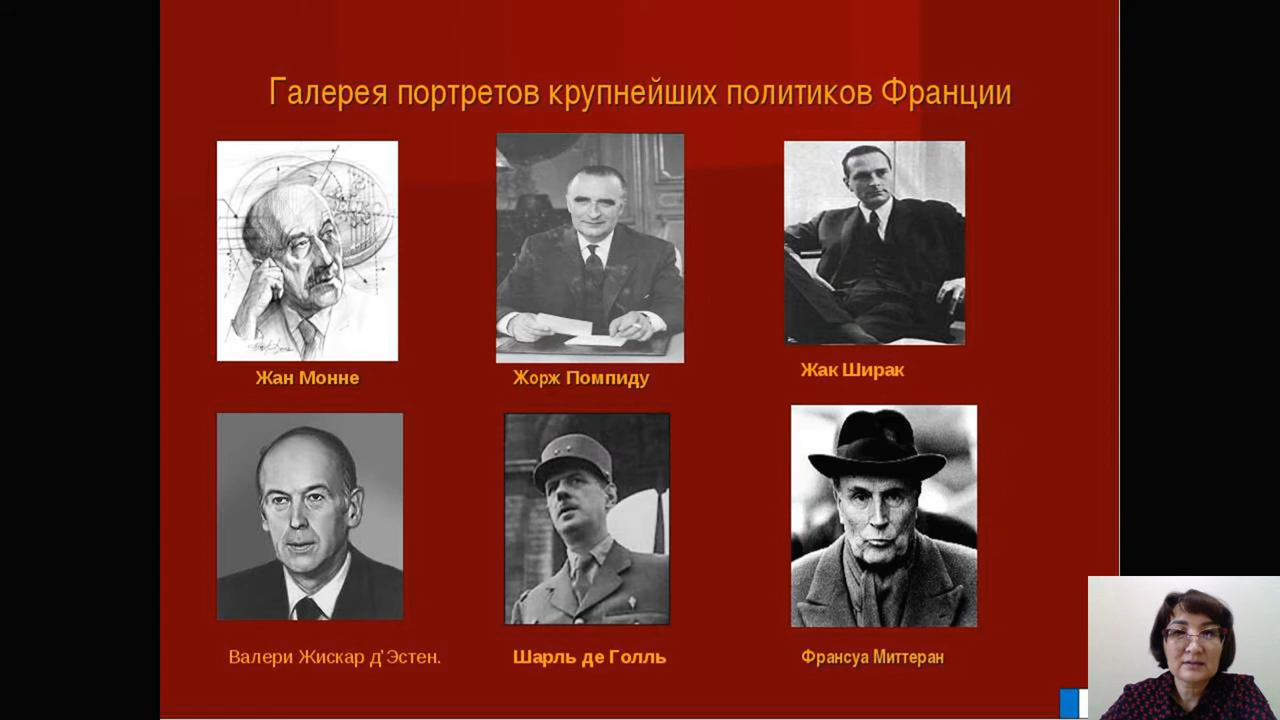 Галерея портретов крупнейших политиков Франции
Жан Монне
Жорж Помпиду
Жак Ширак
Валери Жискар д'Эстен.
Шарль де Голль
Франсуа Миттеран